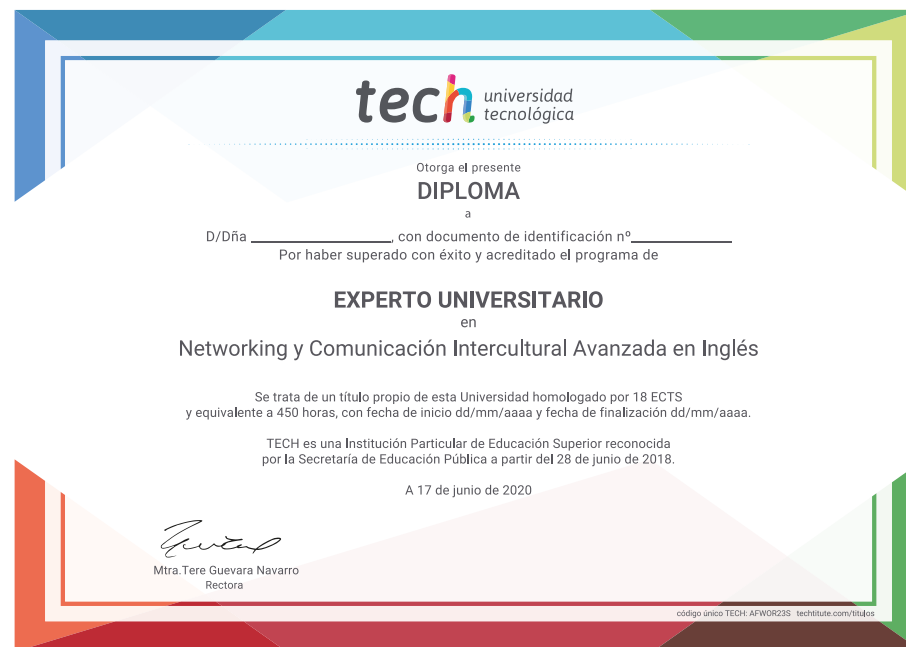 tech universidad
tecnológica
Otorga el presente
DIPLOMA
a
D/Dña ____________________, con documento de identificación nº______________
Por haber superado con éxito y acreditado el programa de
EXPERTO UNIVERSITARIO
en
Networking y Comunicación Intercultural Avanzada en Inglés
Se trata de un título propio de esta Universidad homologado por 18 ECTS
y equivalente a 450 horas, con fecha de inicio dd/mm/aaaa y fecha de finalización dd/mm/aaaa.
TECH es una Institución Particular de Educación Superior reconocida
por la Secretaría de Educación Pública a partir del 28 de junio de 2018.
A 17 de junio de 2020
Mtra.Tere Guevara Navarro
Rectora
código único TECH: AFWOR23S techtitute.com/titulos